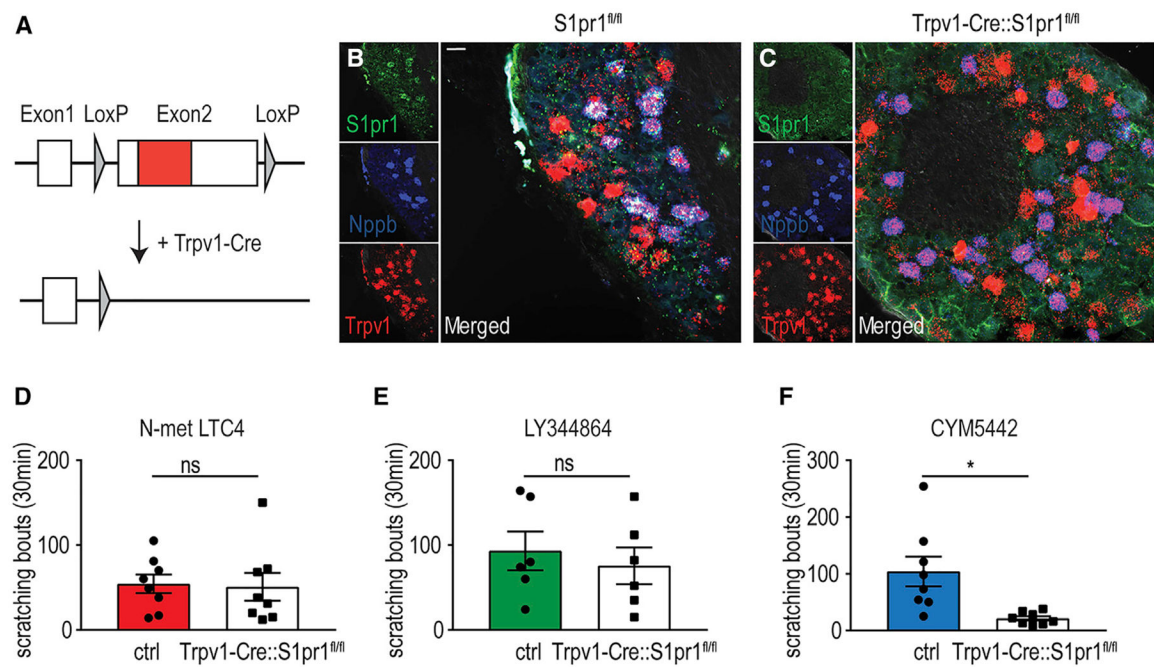 A
Exon1 LoxP Exon2 LoxP
+ Trpv1-Cre
S1pr1fl/fl
B
S1pr1
Nppb
Trpv1
Merged
Trpv1-Cre::S1pr1fl/fl
C
S1pr1
Nppb
Trpv1
Merged
D
N-met LTC4
scratching bouts (30min)
200
100
0
ns
ctrl Trpv1-Cre::S1pr1fl/fl
E
LY344864
scratching bouts (30min)
200
100
0
ns
ctrl Trpv1-Cre::S1pr1fl/fl
F
CYM5442
scratching bouts (30min)
300
200
100
0
*
ctrl Trpv1-Cre::S1pr1fl/fl